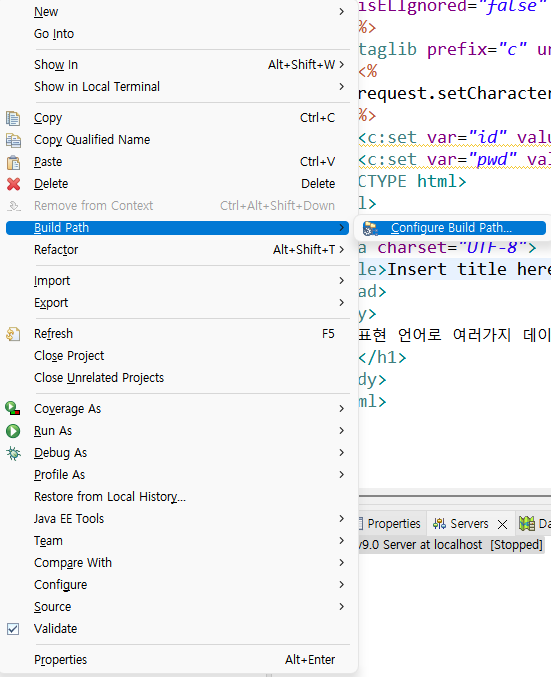 New
Go Into
Show In Alt+Shift+W
Show in Local Terminal
Copy Ctrl+C
Copy Qualified Name
Paste Ctrl+V
Delete Delete
Remove from Context Ctrl+Alt+Shift+Down
Build Path
Configure Build Path...
Refactor Alt+Shift+T
Import
Export
Refresh F5
Close Project
Close Unrelated Projects
Coverage As
Run As
Debug As
Profile As
Restore from Local History...
Java EE Tools
Team
Compare With
Configure
Source
Validate
Properties Alt+Enter
isELIgnored="false"
%>
taglib prefix="c" ur
<%
request.setCharacter
%>
<c:set var="id" valu
<c:set var="pwd" val
CTYPE html>
l>
a charset="UTF-8">
le>Insert title here
ad>
y>
표현 언어로 여러가지 데이
</h1>
dy>
ml>
Properties Servers Da
v9.0 Server at localhost [Stopped]